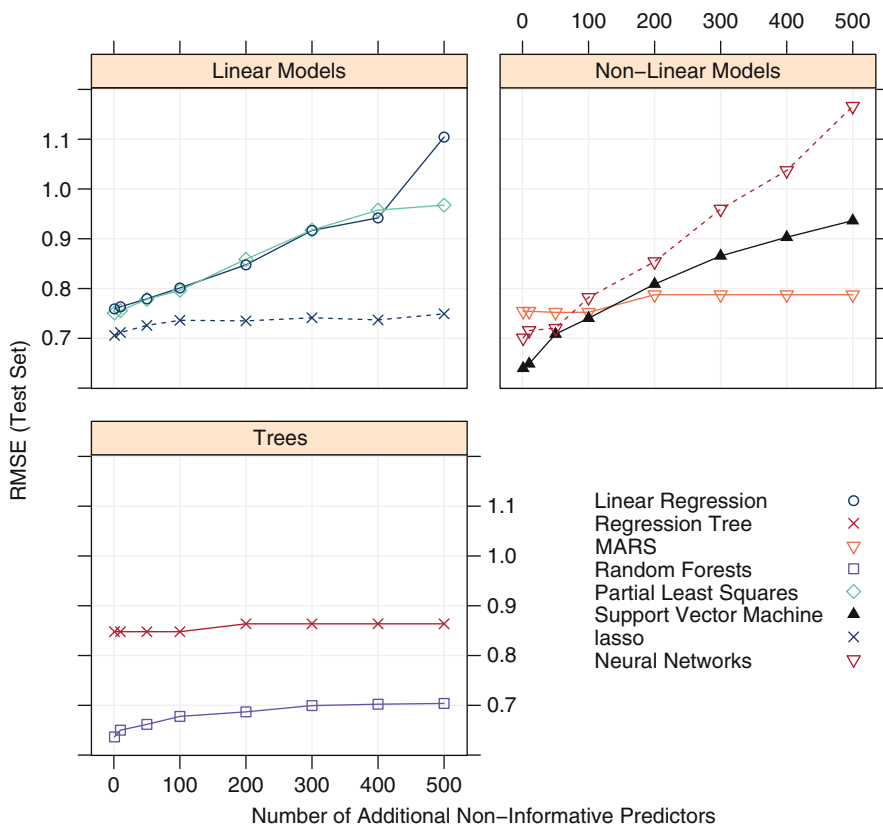 0 100 200 300 400 500
Linear Models
Non−Linear Models
1.1
1.0
0.9
0.8
0.7
RMSE (Test Set)
Trees
1.1
1.0
0.9
0.8
0.7
0 100 200 300 400 500
Number of Additional Non−Informative Predictors
Linear Regression
Regression Tree
MARS
Random Forests
Partial Least Squares
Support Vector Machine
lasso
Neural Networks